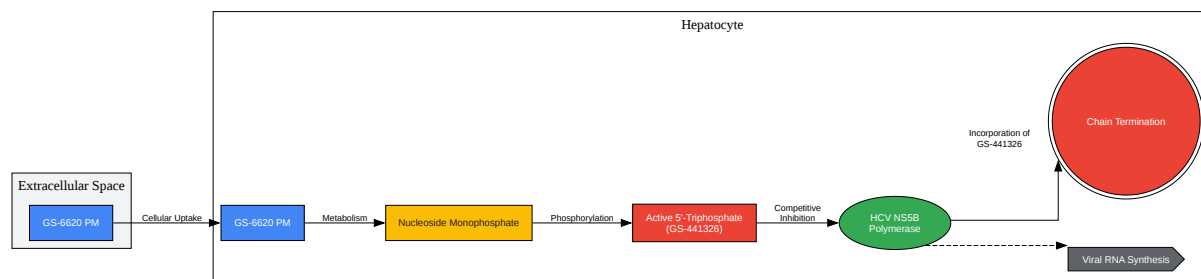 Hepatocyte
Chain Termination
Incorporation of
GS-441326
Extracellular Space
GS-6620 PM
Cellular Uptake
GS-6620 PM
Metabolism
Nucleoside Monophosphate
Phosphorylation
Active 5'-Triphosphate
(GS-441326)
Competitive
Inhibition
HCV NS5B
Polymerase
Viral RNA Synthesis